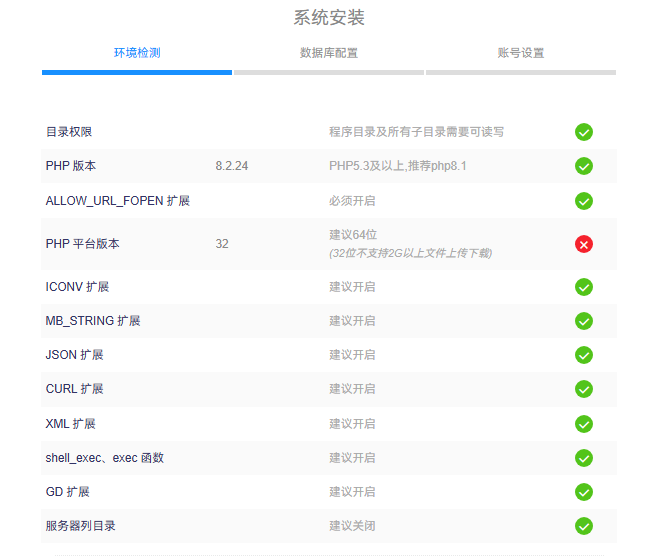 系统安装
环境检测 数据库配置 账号设置
目录权限 程序目录及所有子目录需要可读写
PHP 版本 8.2.24 PHP5.3及以上,推荐php8.1
ALLOW_URL_FOPEN 扩展 必须开启
PHP 平台版本 32 建议64位
(32位不支持2G以上文件上传下载)
ICONV 扩展 建议开启
MB_STRING 扩展 建议开启
JSON 扩展 建议开启
CURL 扩展 建议开启
XML 扩展 建议开启
shell_exec、exec 函数 建议开启
GD 扩展 建议开启
服务器列目录 建议关闭